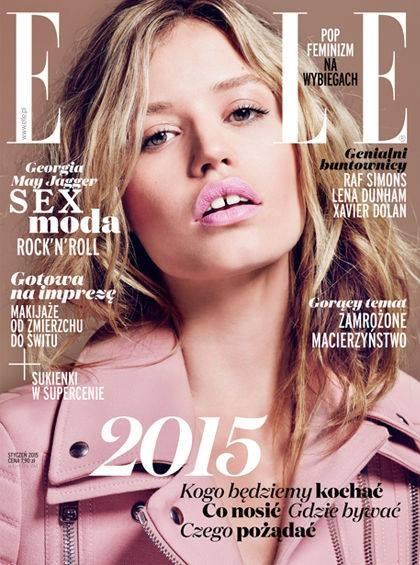 ELLE
www.elle.pl
POP
FEMINIZM
NA
WYBIEGACH
Georgia
May Jagger
SEX
moda
ROCK'N'ROLL
Genialni
buntownicy
RAF SIMONS
LENA DUNHAM
XAVIER DOLAN
Gotowa
na imprezę
MAKIJAŻE
OD ZMIERZCHU
DO ŚWITU
+
SUKIENKI
W SUPERCENIE
Gorący temat
ZAMROŻONE
MACIERZYŃSTWO
STYCZEŃ 2015
CENA 7,90 zł
2015
Kogo będziemy kochać
Co nosić Gdzie bywać
Czego pożądać